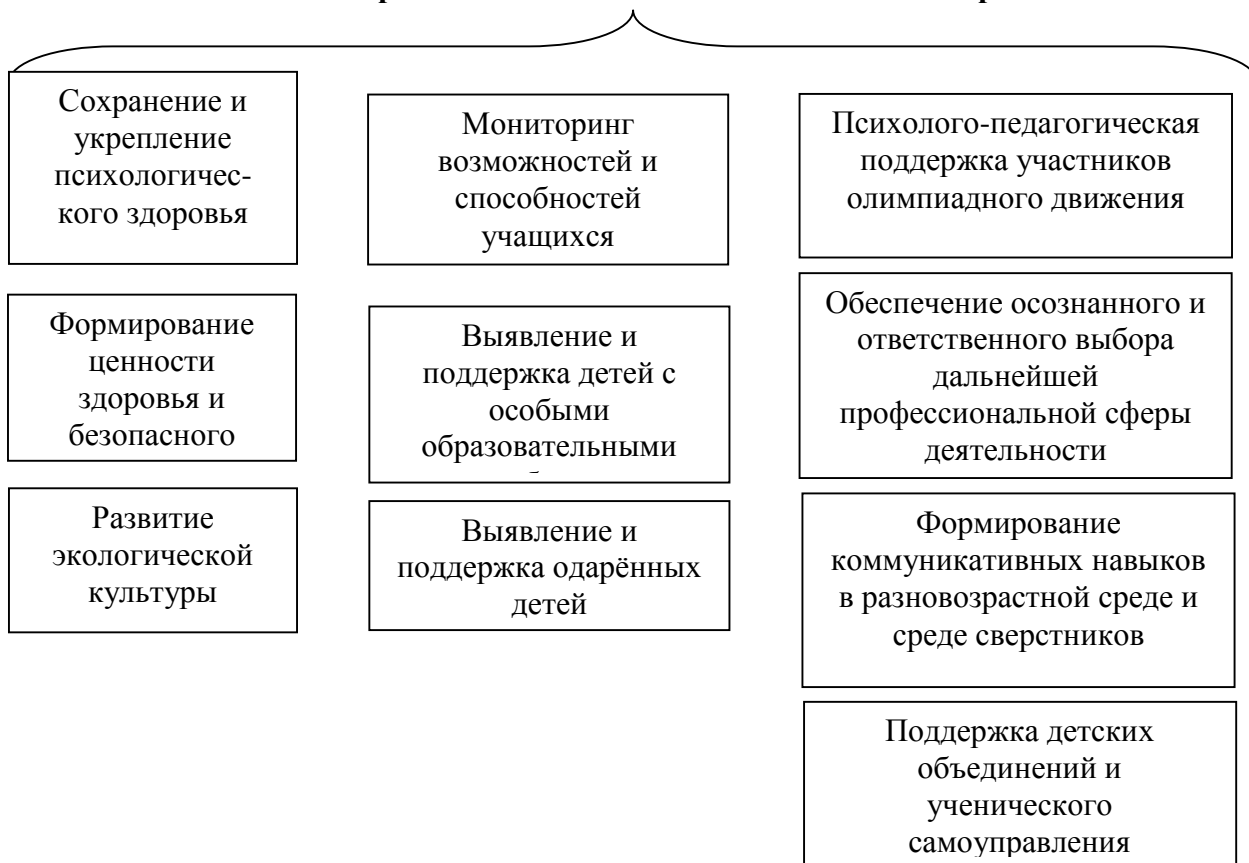 Сохранение и
укрепление
психологичес-
кого здоровья
Формирование
ценности
здоровья и
безопасного
Развитие
экологической
культуры
Мониторинг
возможностей и
способностей
учащихся
Выявление и
поддержка детей с
особыми
образовательными
Выявление и
поддержка одарённых
детей
Психолого-педагогическая
поддержка участников
олимпиадного движения
Обеспечение осознанного и
ответственного выбора
дальнейшей
профессиональной сферы
деятельности
Формирование
коммуникативных навыков
в разновозрастной среде и
среде сверстников
Поддержка детских
объединений и
ученического
самоуправления